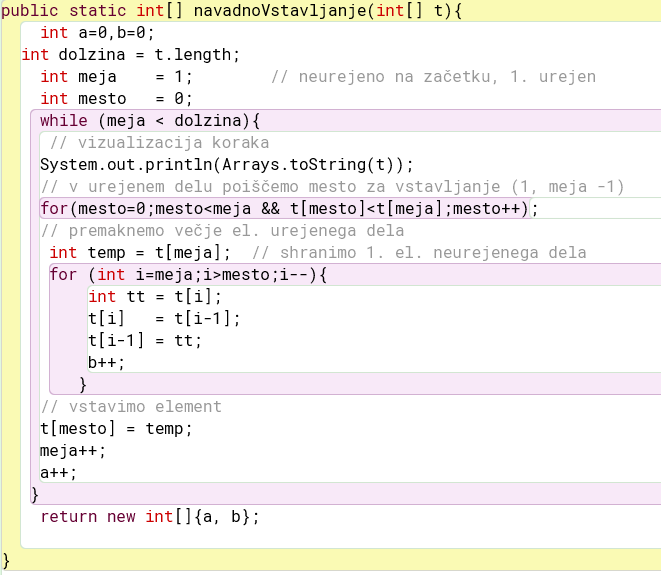 public static int[] navadnoVstavljanje(int[] t){
int a=0,b=0;
int dolzina = t.length;
int meja    = 1;        // neurejeno na začetku, 1. urejen
int mesto   = 0;
while (meja < dolzina){
// vizualizacija koraka
System.out.println(Arrays.toString(t));
// v urejenem delu poiščemo mesto za vstavljanje (1, meja -1)
for(mesto=0;mesto<meja && t[mesto]<t[meja];mesto++);
// premaknemo večje el. urejenega dela
int temp = t[meja];  // shranimo 1. el. neurejenega dela
for (int i=meja;i>mesto;i--){
int tt = t[i];
t[i]   = t[i-1];
t[i-1] = tt;
b++;
}
// vstavimo element
t[mesto] = temp;
meja++;
a++;
}
return new int[]{a, b};
}